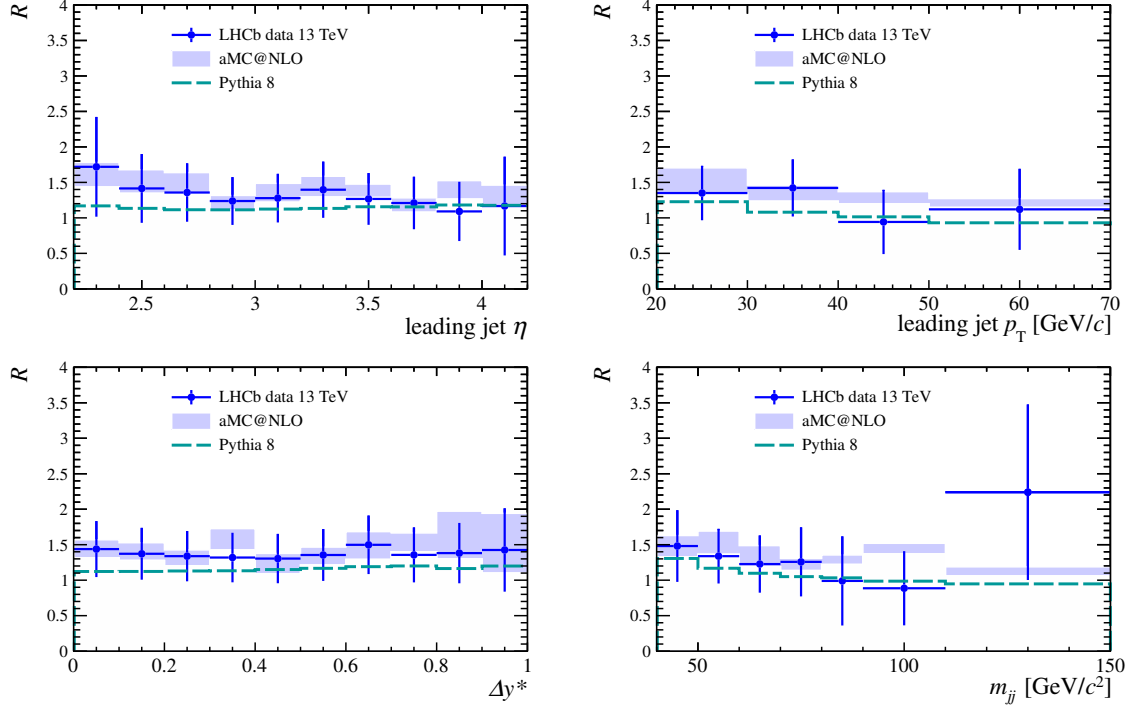 R
4
3.5
3
2.5
2
1.5
1
0.5
0
LHCb data 13 TeV
aMC@NLO
Pythia 8
2.5 3 3.5 4
leading jet η
R
4
3.5
3
2.5
2
1.5
1
0.5
0
LHCb data 13 TeV
aMC@NLO
Pythia 8
20 30 40 50 60 70
leading jet p_T [GeV/c]
R
4
3.5
3
2.5
2
1.5
1
0.5
0
LHCb data 13 TeV
aMC@NLO
Pythia 8
0 0.2 0.4 0.6 0.8 1
Δy*
R
4
3.5
3
2.5
2
1.5
1
0.5
0
LHCb data 13 TeV
aMC@NLO
Pythia 8
50 100 150
m_jj [GeV/c²]